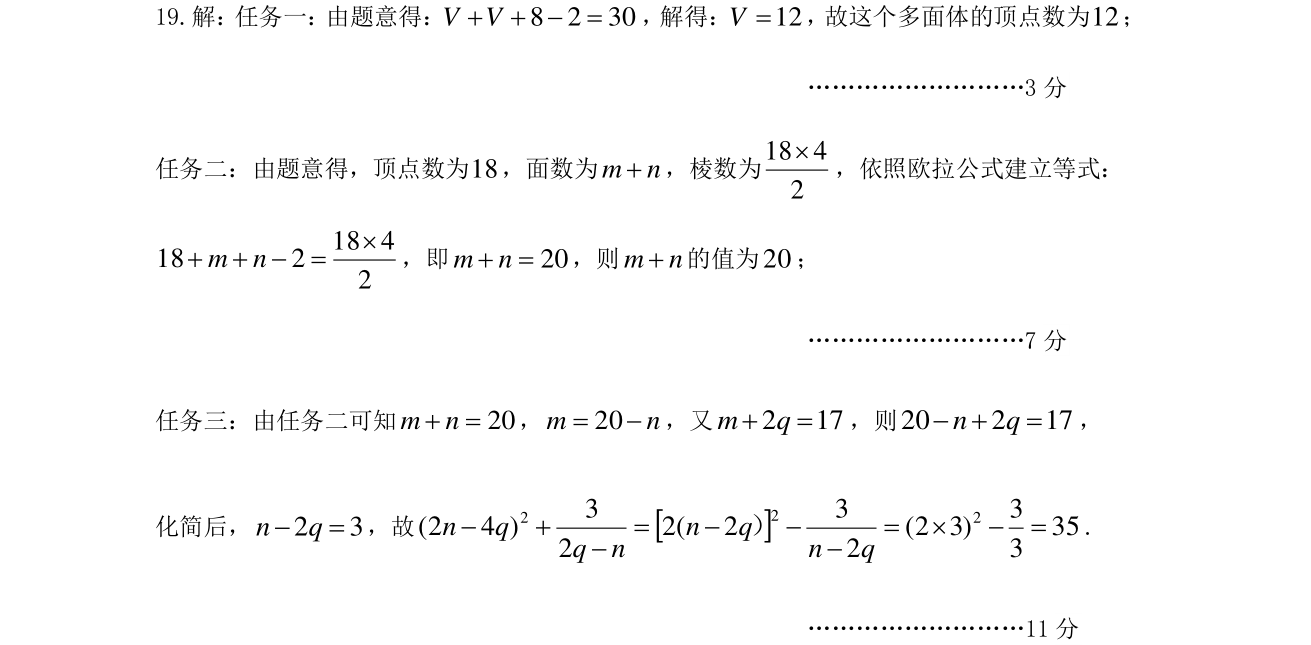 19.解：任务一：由题意得：V+V+8−2=30，解得：V=12，故这个多面体的顶点数为12；
………………………3 分
任务二：由题意得，顶点数为18，面数为m+n，棱数为\frac{18×4}{2}，依照欧拉公式建立等式：
18+m+n−2=\frac{18×4}{2}，即m+n=20，则m+n的值为20；
………………………7 分
任务三：由任务二可知m+n=20，m=20−n，又m+2q=17，则20−n+2q=17，
化简后，n−2q=3，故(2n−4q)^2+\frac{3}{2q−n}=[2(n−2q)]^2−\frac{3}{n−2q}=(2×3)^2−\frac{3}{3}=35.
………………………11 分